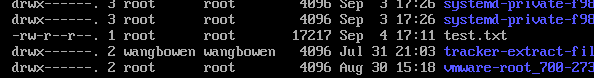 drwx------. 3 root root 4096 Sep 3 17:26 systemd-private-f98
drwx------. 3 root root 4096 Sep 3 17:26 systemd-private-f98
-rw-r--r--. 1 root root 17217 Sep 4 17:11 test.txt
drwx------. 2 wangbowen wangbowen 4096 Jul 31 21:03 tracker-extract-fil
drwx------. 2 root root 4096 Aug 30 15:18 vmware-root_700-273